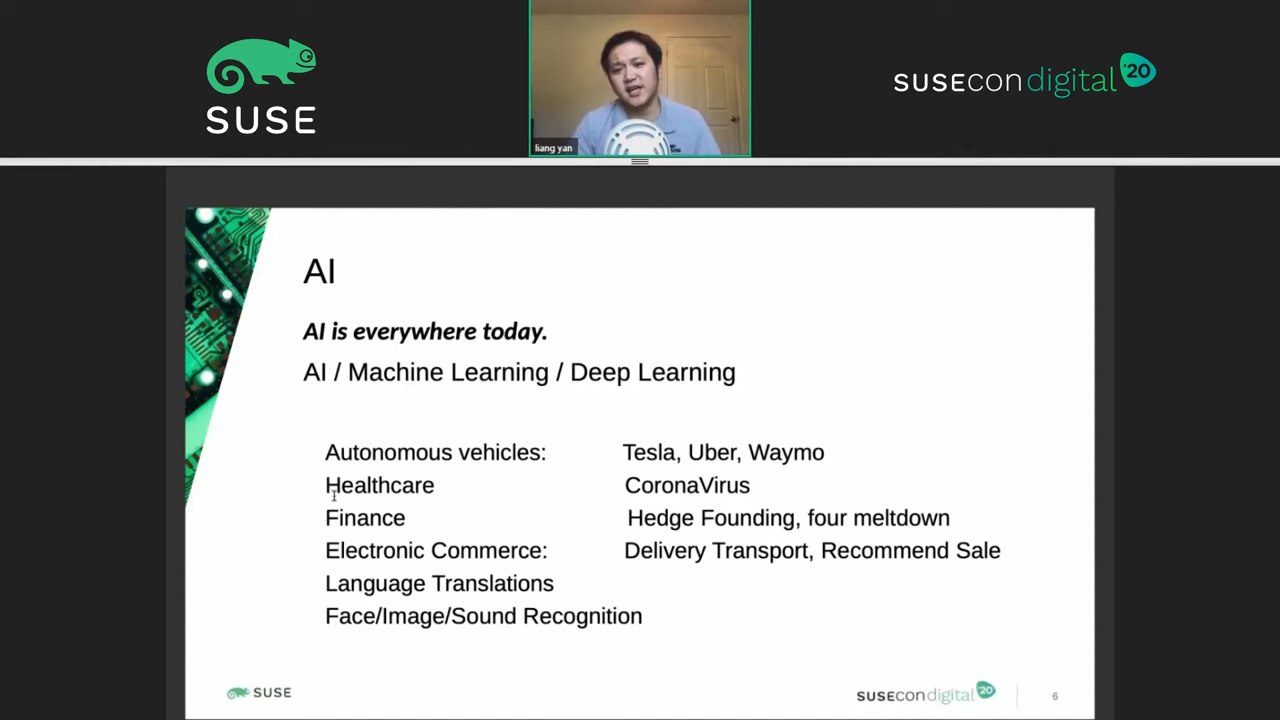 SUSE
liang yan
SUSEcon digital '20
AI
AI is everywhere today.
AI / Machine Learning / Deep Learning
Autonomous vehicles: Tesla, Uber, Waymo
Healthcare CoronaVirus
Finance Hedge Founding, four meltdown
Electronic Commerce: Delivery Transport, Recommend Sale
Language Translations
Face/Image/Sound Recognition
SUSE
SUSEcon digital '20
6